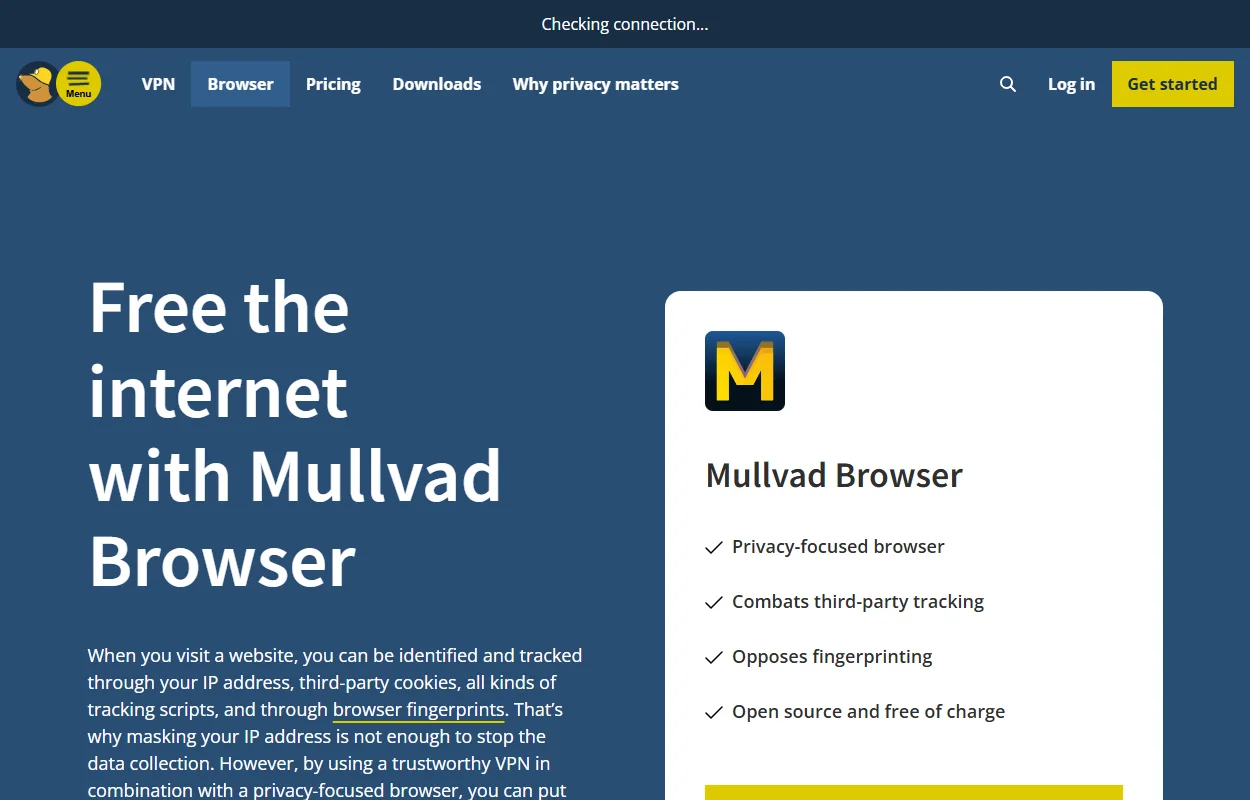 Checking connection...
Menu
VPN
Browser
Pricing
Downloads
Why privacy matters
Log in
Get started
Free the
internet
with Mullvad
Browser
When you visit a website, you can be identified and tracked
through your IP address, third-party cookies, all kinds of
tracking scripts, and through browser fingerprints. That’s
why masking your IP address is not enough to stop the
data collection. However, by using a trustworthy VPN in
combination with a privacy-focused browser, you can put
M
Mullvad Browser
Privacy-focused browser
Combats third-party tracking
Opposes fingerprinting
Open source and free of charge